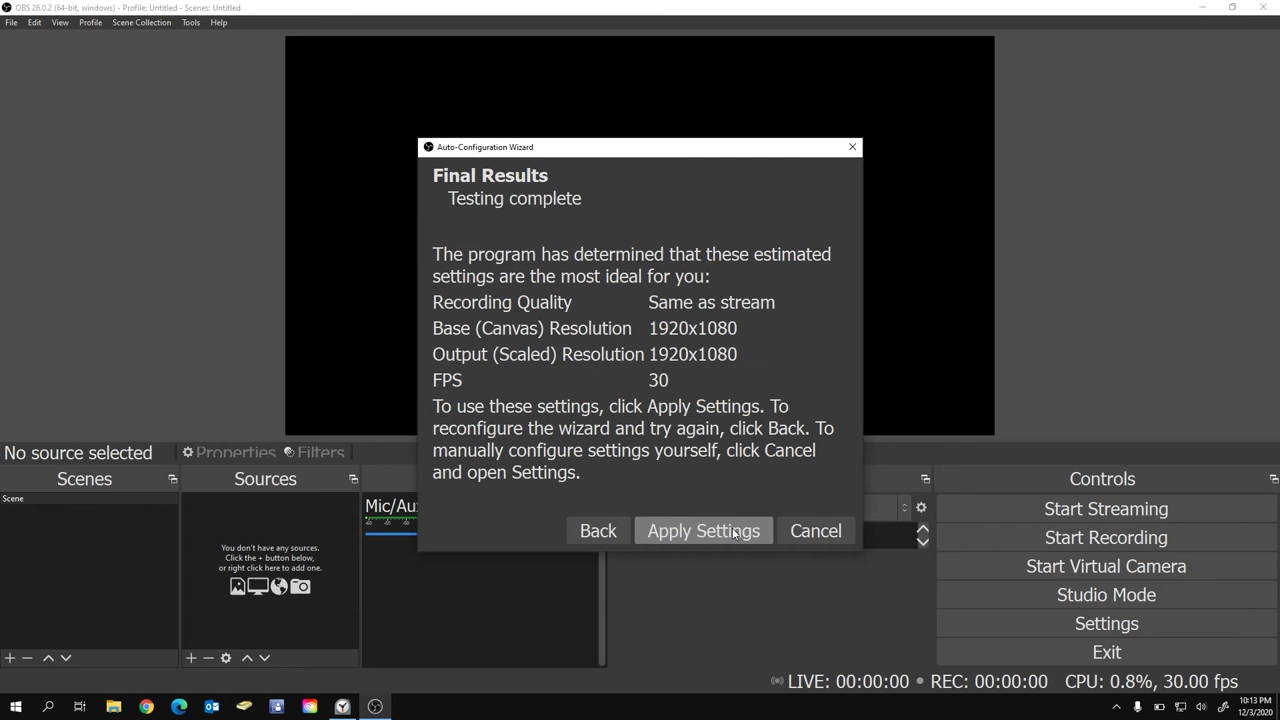 OBS 26.0.2 (64-bit, windows) - Profile: Untitled - Scenes: Untitled
File Edit View Profile Scene Collection Tools Help
Auto-Configuration Wizard
Final Results
Testing complete
The program has determined that these estimated
settings are the most ideal for you:
Recording Quality Same as stream
Base (Canvas) Resolution 1920x1080
Output (Scaled) Resolution 1920x1080
FPS 30
To use these settings, click Apply Settings. To
reconfigure the wizard and try again, click Back. To
manually configure settings yourself, click Cancel
and open Settings.
Back Apply Settings Cancel
No source selected Properties Filters
Scenes
Scene
Sources
You don't have any sources.
Click the + button below,
or right click here to add one.
Mic/Au
Controls
Start Streaming
Start Recording
Start Virtual Camera
Studio Mode
Settings
Exit
LIVE: 00:00:00 REC: 00:00:00 CPU: 0.8%, 30.00 fps
10:13 PM
12/3/2020